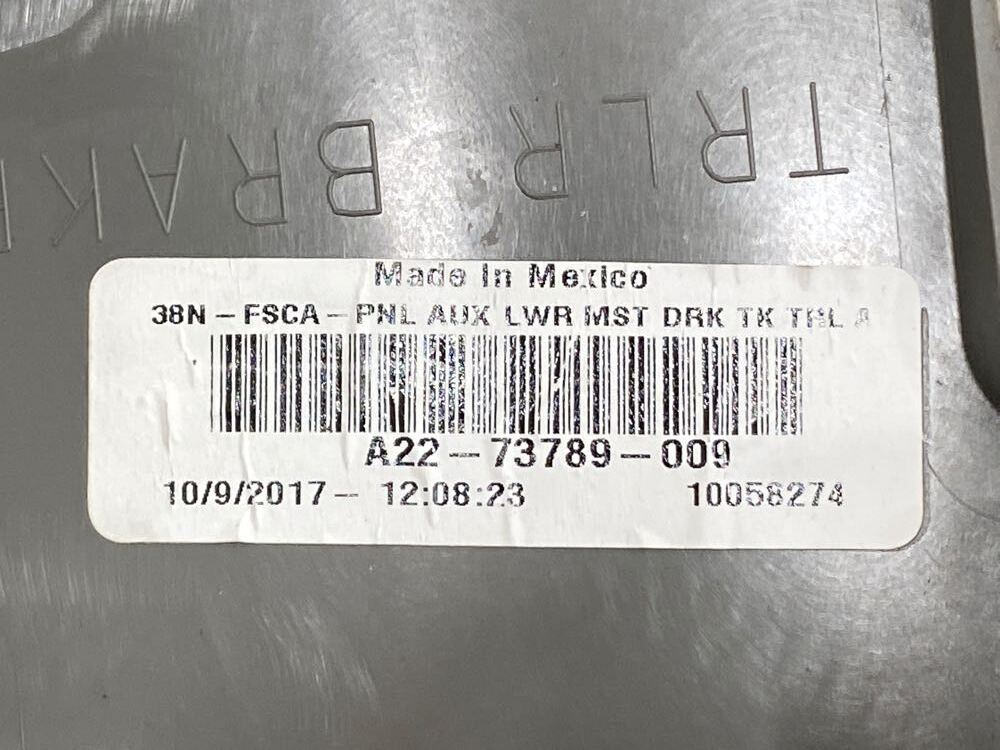 TRLR BRAK
Made In Mexico
38N - FSCA - PNL AUX LWR MST DRK TK TRL A
A22-73789-009
10/9/2017 - 12:08:23 10058274